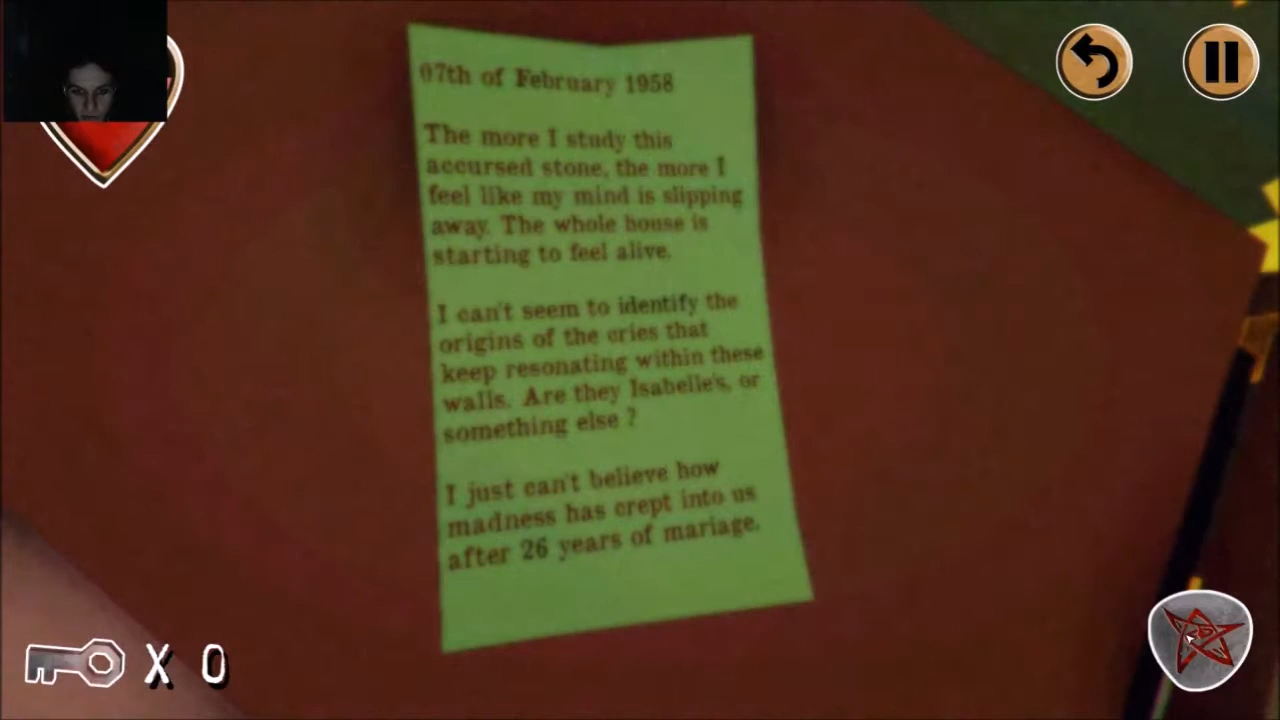 07th of February 1958
The more I study this
accursed stone, the more I
feel like my mind is slipping
away. The whole house is
starting to feel alive.
I can't seem to identify the
origins of the cries that
keep resonating within these
walls. Are they Isabelle's, or
something else ?
I just can't believe how
madness has crept into us
after 26 years of mariage.
X 0